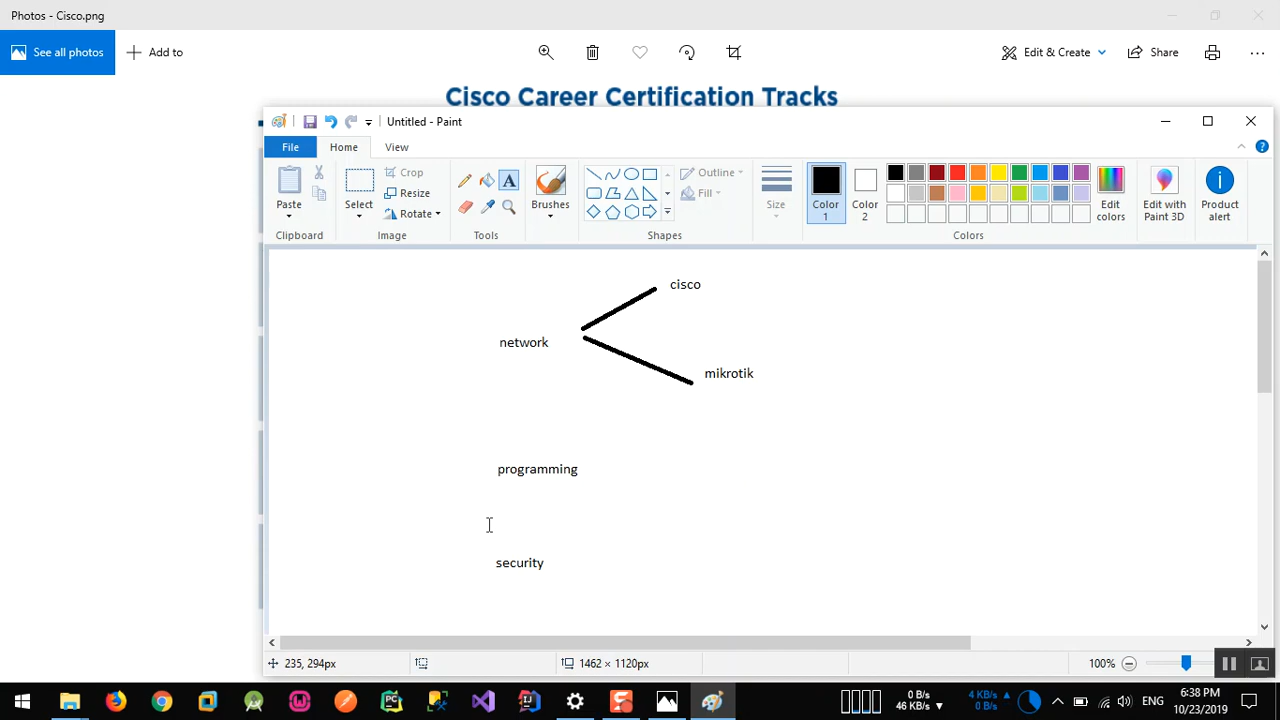 Photos - Cisco.png
See all photos
Add to
Edit & Create
Share
Cisco Career Certification Tracks
Untitled - Paint
File
Home
View
Paste
Clipboard
Select
Crop
Resize
Rotate
Image
A
Tools
Brushes
Shapes
Outline
Fill
Size
Color 1
Color 2
Edit colors
Colors
Edit with Paint 3D
Product alert
cisco
network
mikrotik
programming
security
235, 294px
1462 × 1120px
100%
0 B/s
46 KB/s
4 KB/s
0 B/s
ENG
6:38 PM
10/23/2019